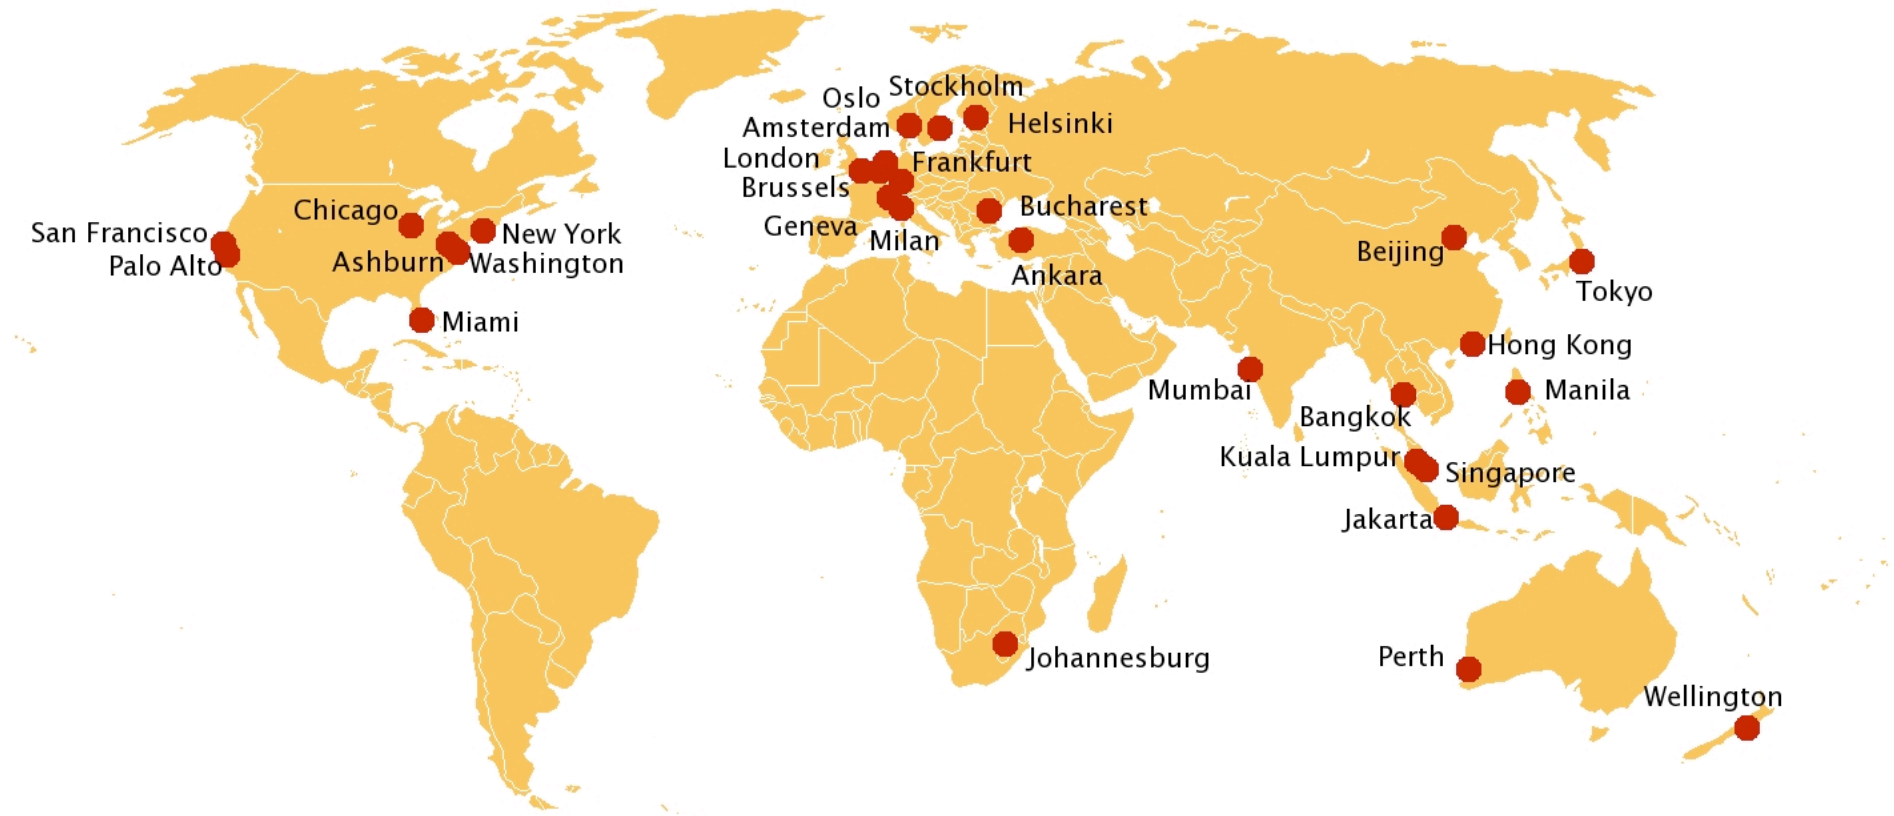 Stockholm
Oslo
Amsterdam
Helsinki
London
Frankfurt
Brussels
Bucharest
Geneva
Milan
Ankara
San Francisco
Palo Alto
Chicago
New York
Ashburn
Washington
Miami
Beijing
Tokyo
Hong Kong
Mumbai
Manila
Bangkok
Kuala Lumpur
Singapore
Jakarta
Johannesburg
Perth
Wellington